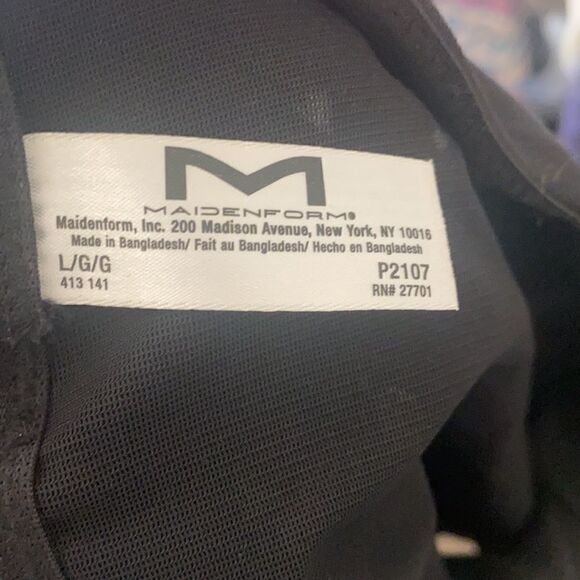 M
MAIDENFORM®
Maidenform, Inc. 200 Madison Avenue, New York, NY 10016
Made in Bangladesh/ Fait au Bangladesh/ Hecho en Bangladesh
L/G/G P2107
413 141 RN# 27701